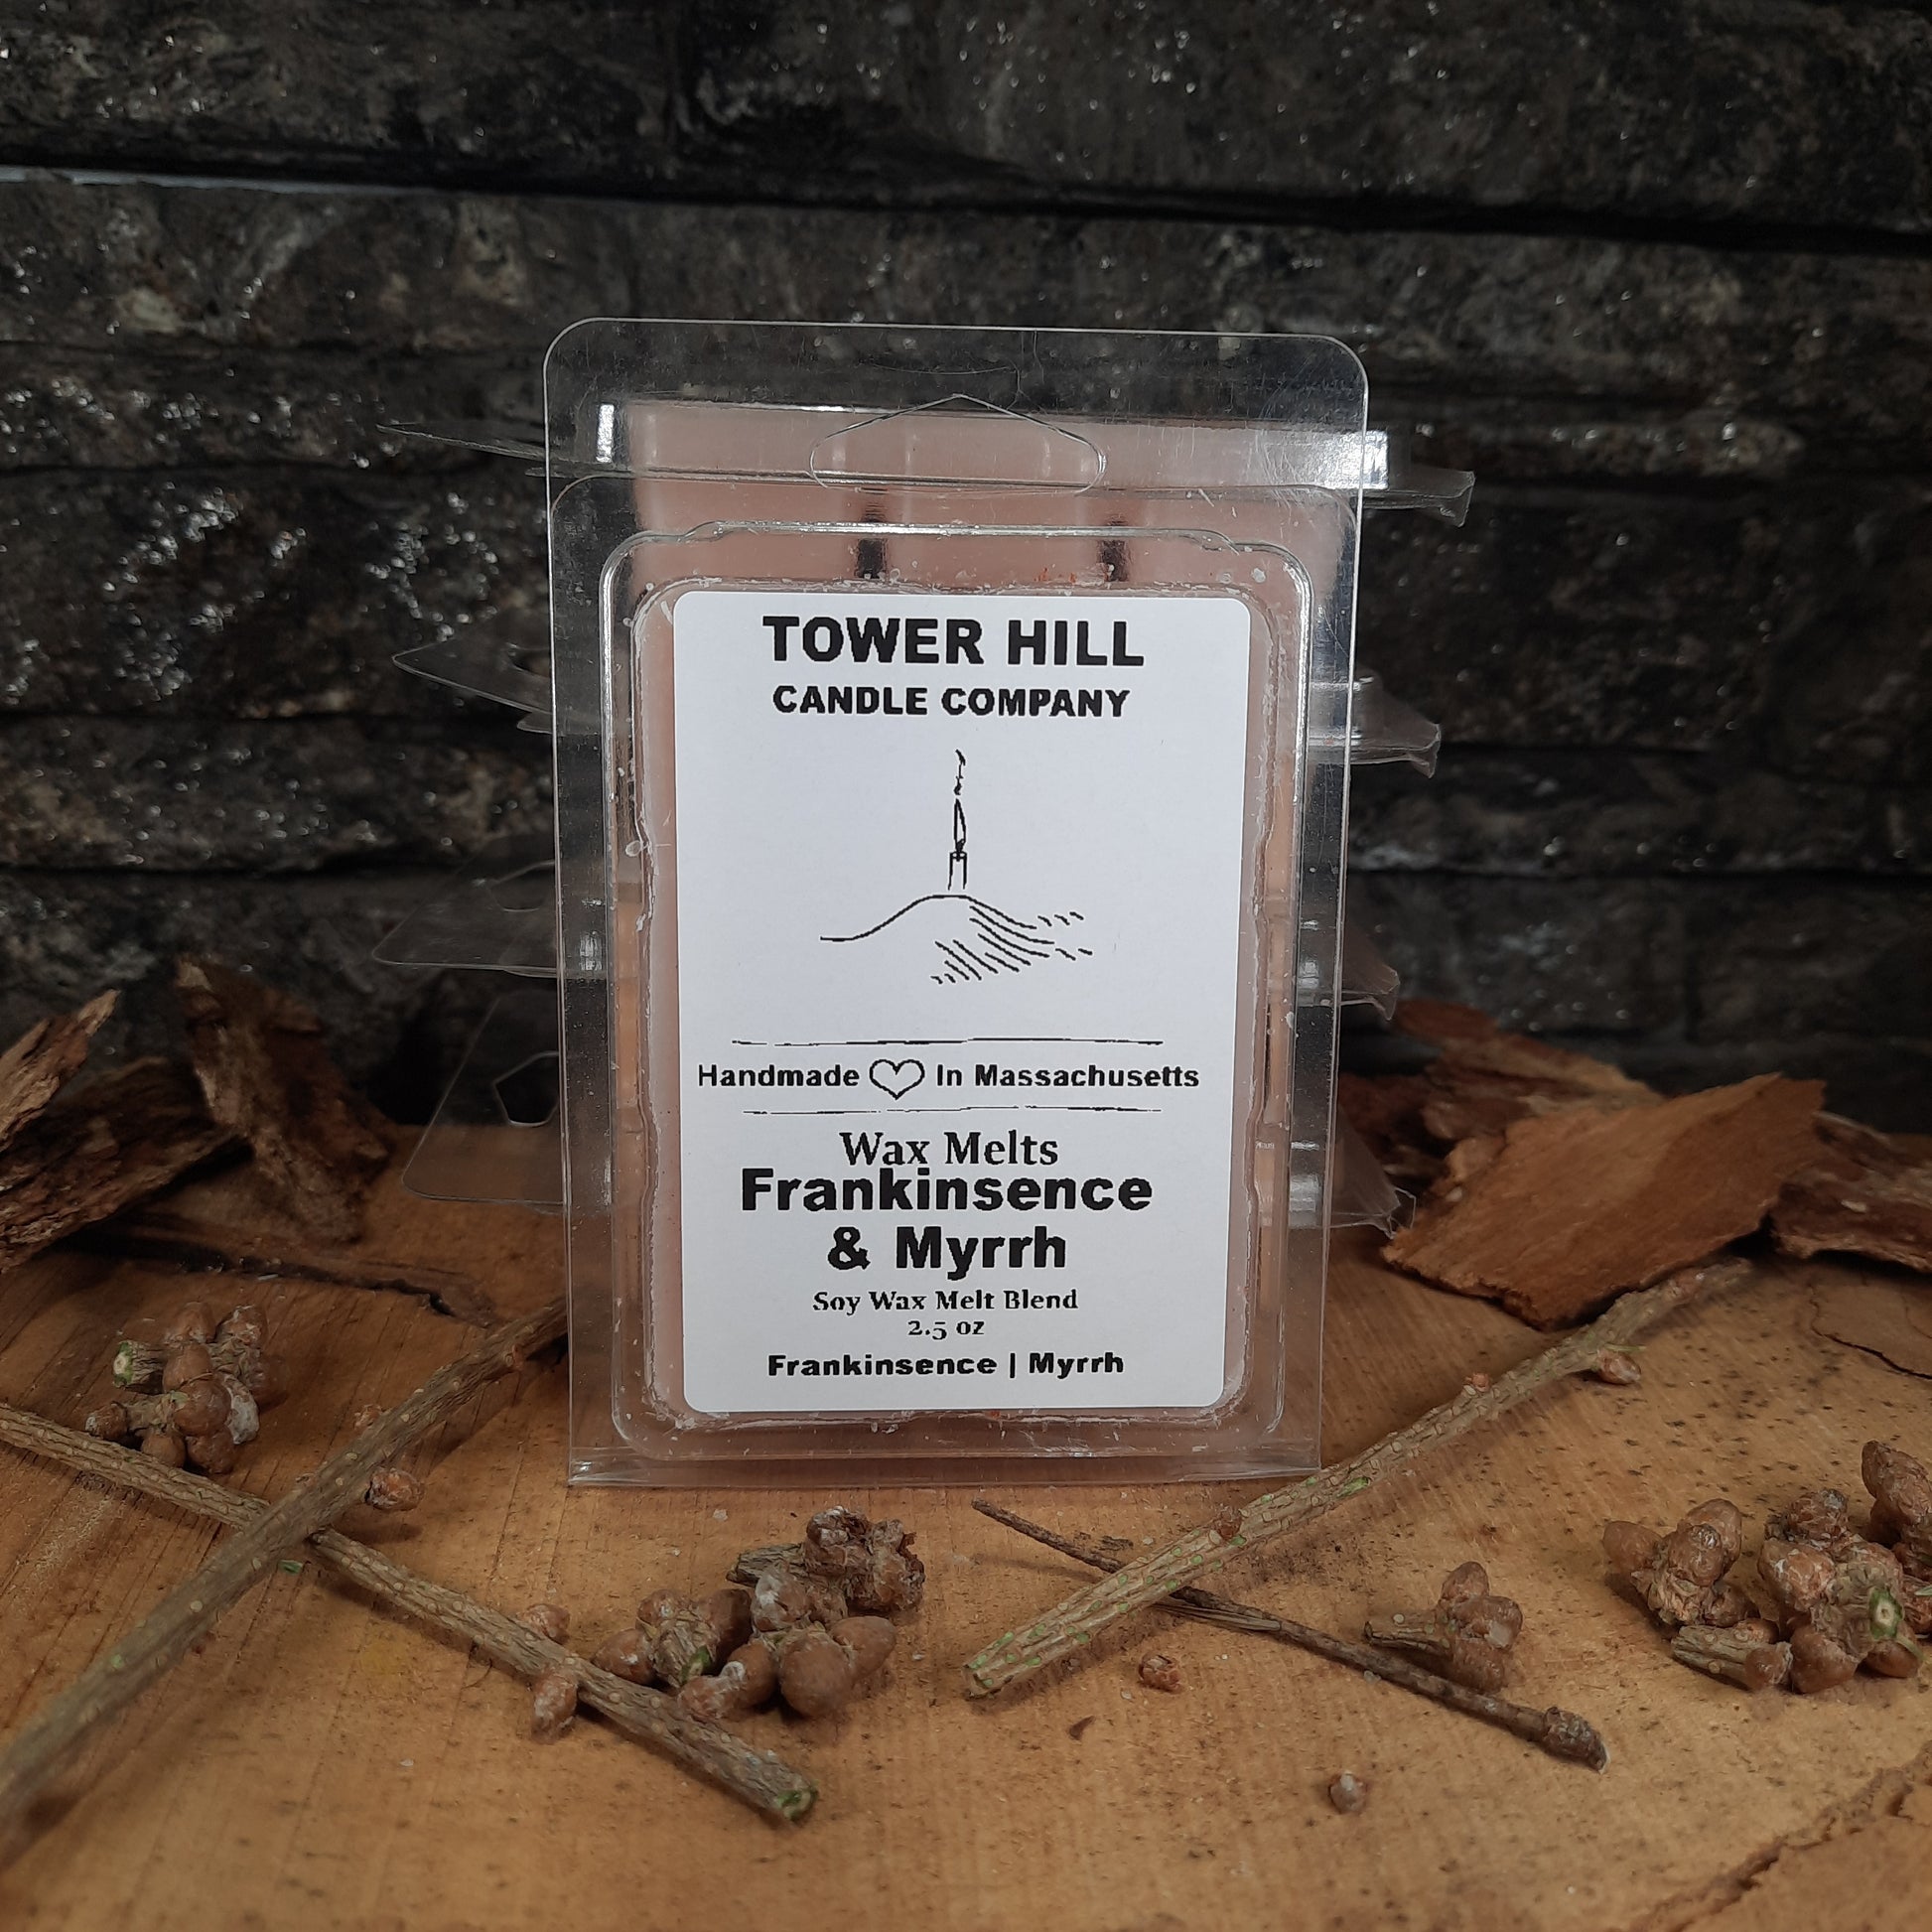 TOWER HILL
CANDLE COMPANY
Handmade In Massachusetts
Wax Melts
Frankinsence
& Myrrh
Soy Wax Melt Blend
2.5 oz
Frankinsence | Myrrh